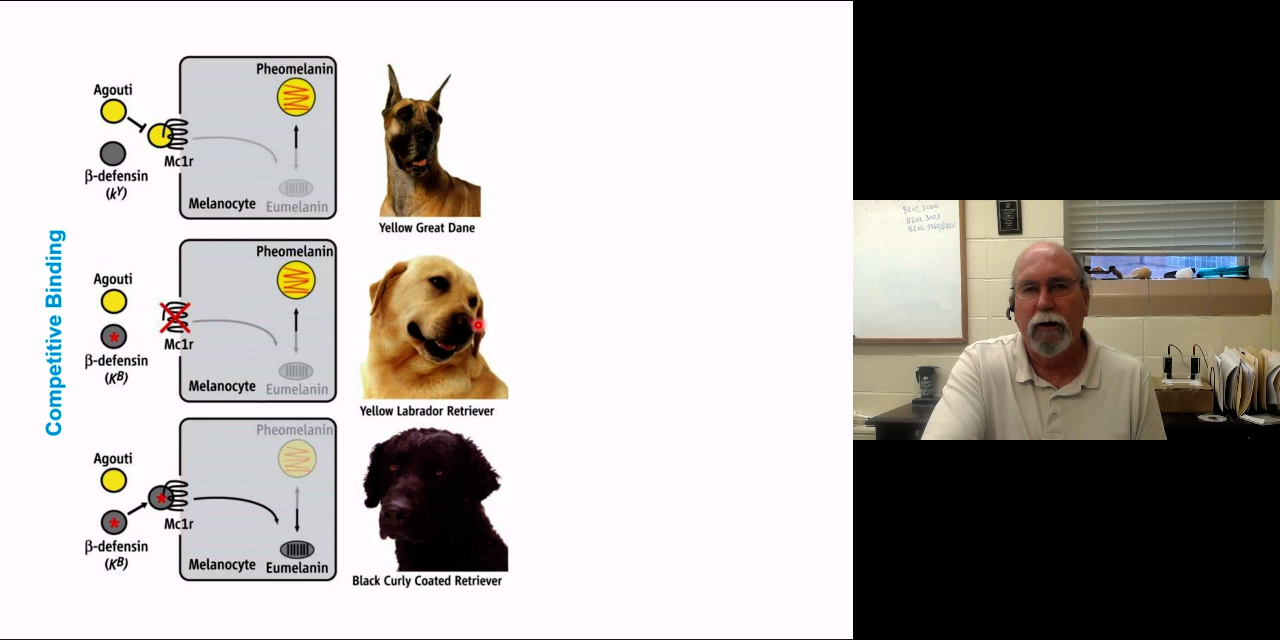 Competitive Binding
Agouti
β-defensin
(kʸ)
Mc1r
Pheomelanin
Melanocyte
Eumelanin
Yellow Great Dane
Agouti
β-defensin
(Kᴮ)
Mc1r
Pheomelanin
Melanocyte
Eumelanin
Yellow Labrador Retriever
Agouti
β-defensin
(Kᴮ)
Mc1r
Pheomelanin
Melanocyte
Eumelanin
Black Curly Coated Retriever